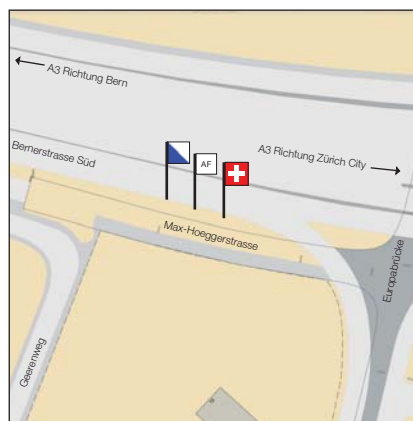 A3 Richtung Bern
A3 Richtung Zürich City
Bernerstrasse Süd
AF
Max-Hoeggerstrasse
Europabrücke
Geerenweg